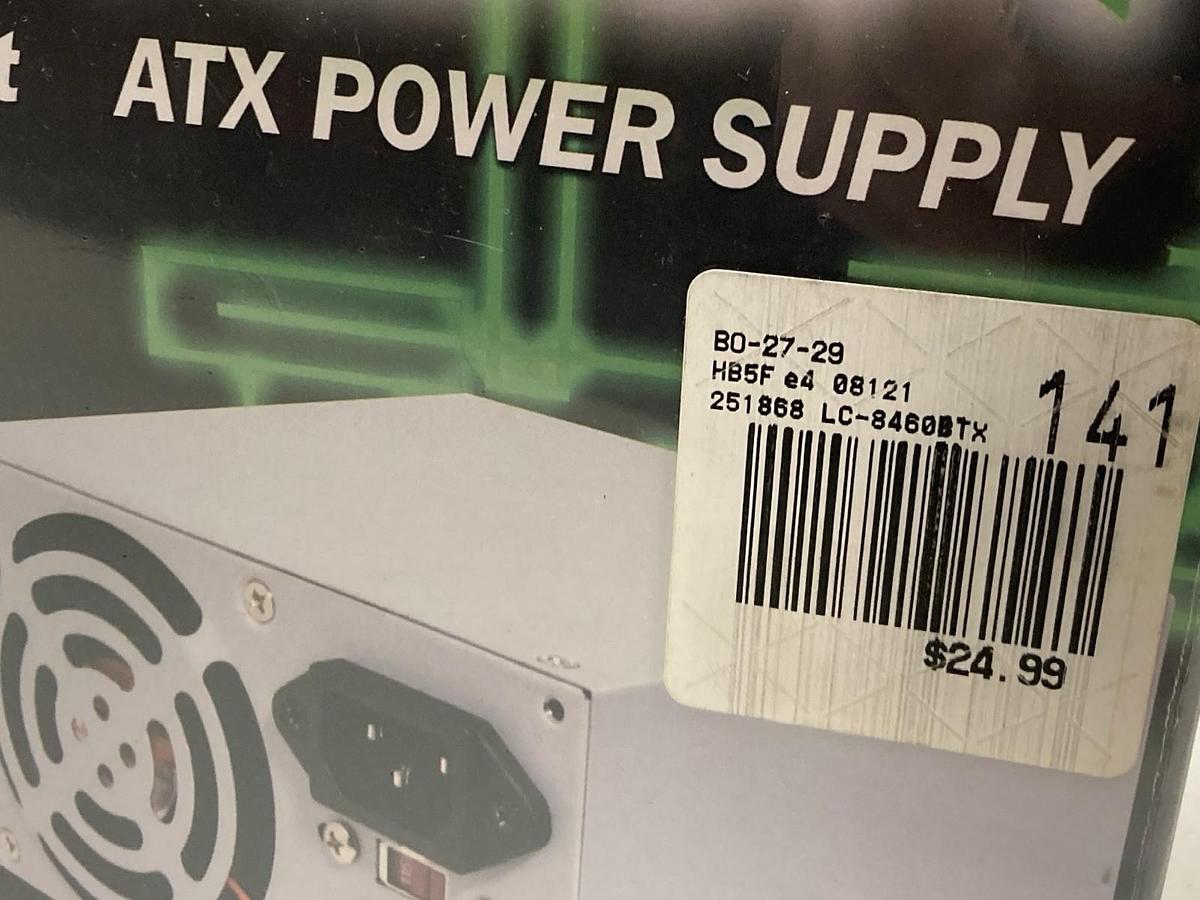 t ATX POWER SUPPLY
BO-27-29
HB5F e4 08121
251868 LC-8460BTX
141
$24.99